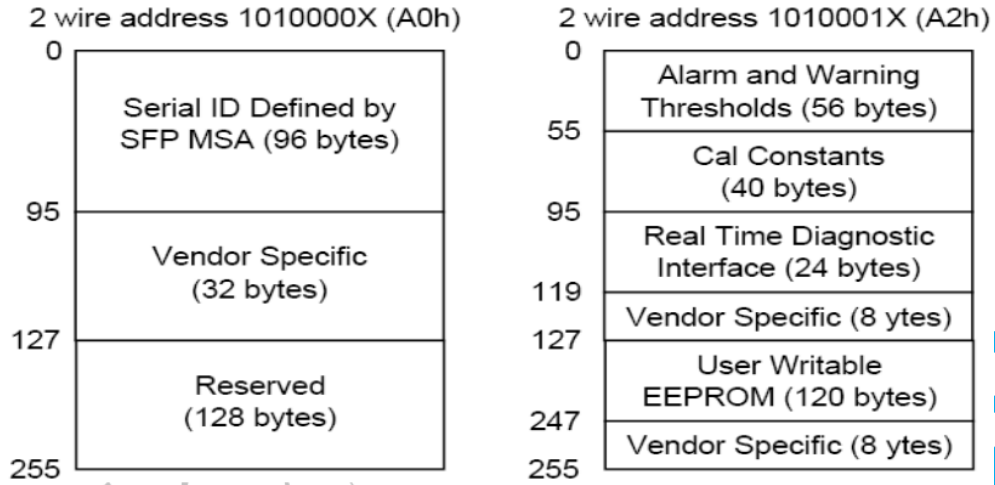 2 wire address 1010000X (A0h)
0
Serial ID Defined by
SFP MSA (96 bytes)
95
Vendor Specific
(32 bytes)
127
Reserved
(128 bytes)
255
2 wire address 1010001X (A2h)
0
Alarm and Warning
Thresholds (56 bytes)
55
Cal Constants
(40 bytes)
95
Real Time Diagnostic
Interface (24 bytes)
119
Vendor Specific (8 ytes)
127
User Writable
EEPROM (120 bytes)
247
Vendor Specific (8 ytes)
255